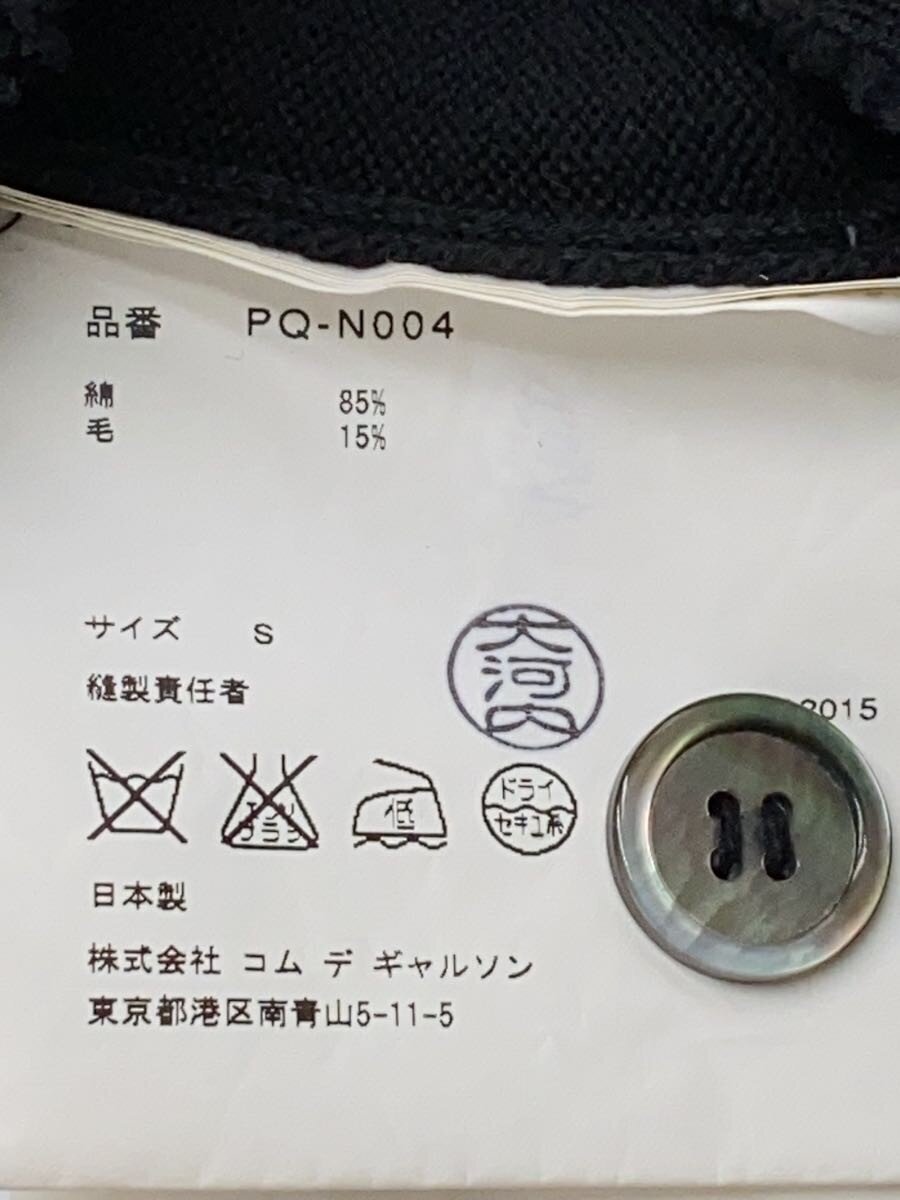 品番 PQ-N004
綿 85%
毛 15%
サイズ S
大河内
縫製責任者
2015
低
ドライ
セキユ系
日本製
株式会社 コム デ ギャルソン
東京都港区南青山5-11-5